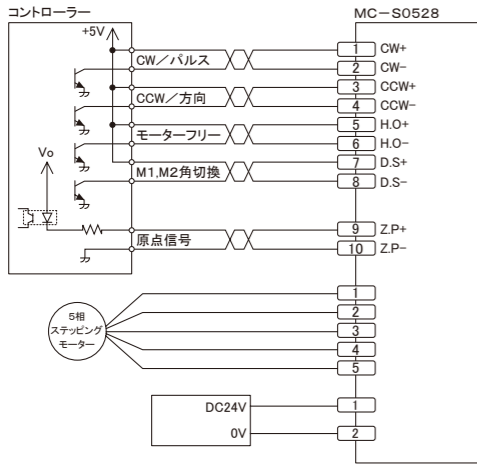 コントローラー
MC-S0528
+5V
CW/パルス
1 CW+
2 CW-
CCW/方向
3 CCW+
4 CCW-
モーターフリー
5 H.O+
6 H.O-
M1,M2角切換
7 D.S+
8 D.S-
Vo
原点信号
9 Z.P+
10 Z.P-
5相
ステッピング
モーター
1
2
3
4
5
DC24V
1
0V
2